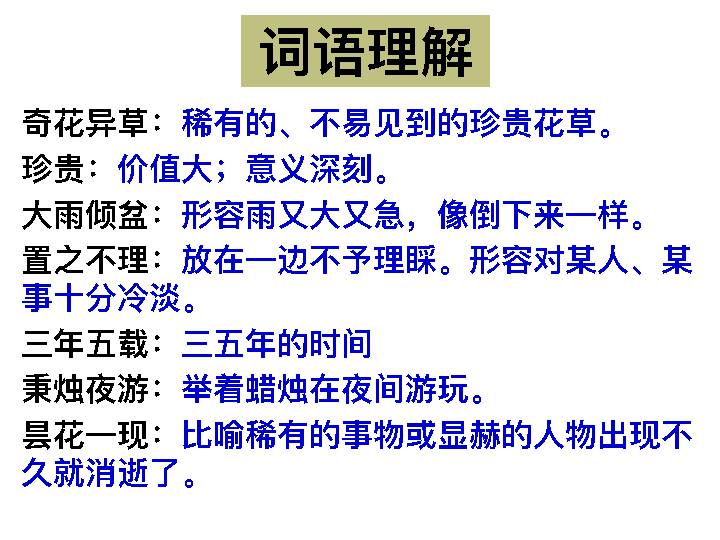 词语理解
奇花异草：稀有的、不易见到的珍贵花草。
珍贵：价值大；意义深刻。
大雨倾盆：形容雨又大又急，像倒下来一样。
置之不理：放在一边不予理睬。形容对某人、某
事十分冷淡。
三年五载：三五年的时间
秉烛夜游：举着蜡烛在夜间游玩。
昙花一现：比喻稀有的事物或显赫的人物出现不
久就消逝了。